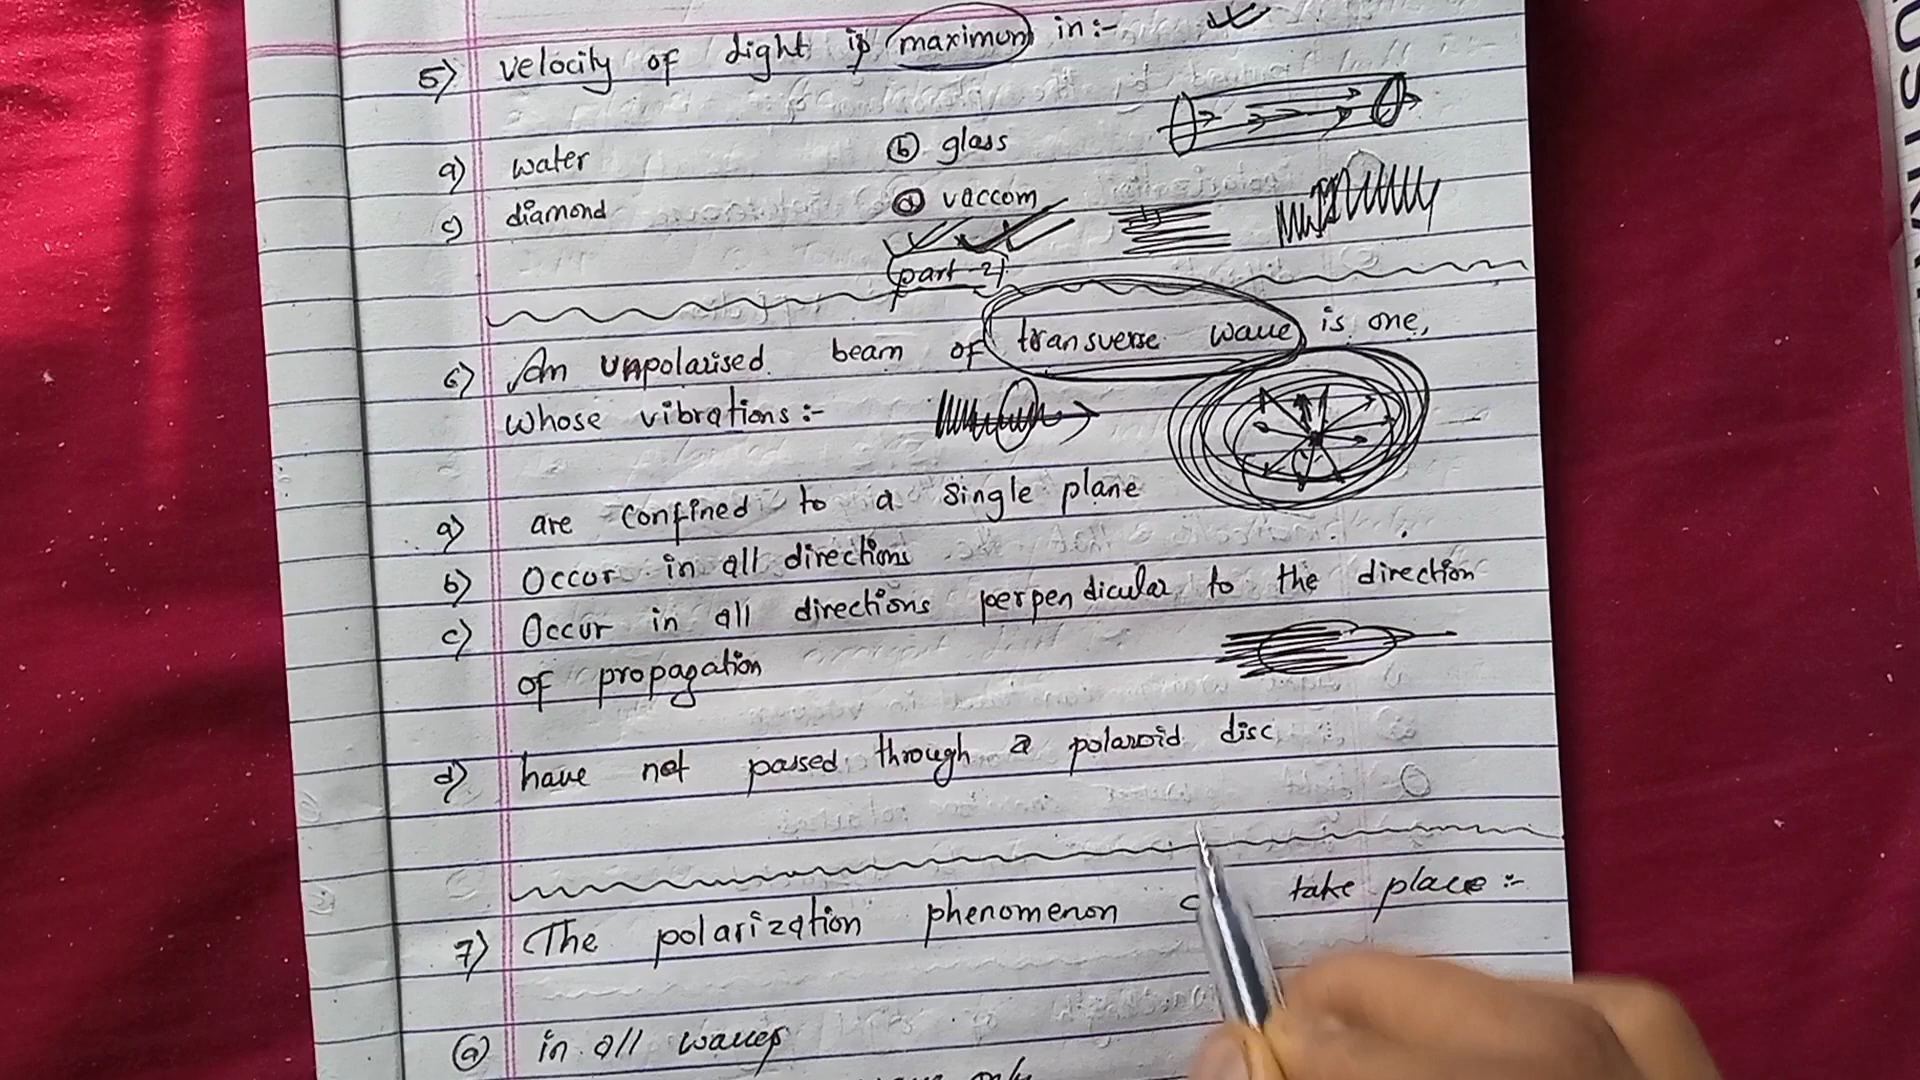 5) velocity of light is maximum in:-
a) water (b) glass
c) diamond (d) vaccom
(part-2)
6) An unpolarised beam of transverse wave is one,
whose vibrations:-
a) are confined to a single plane
b) Occur in all directions
c) Occur in all directions perpendicular to the direction
of propagation
d) have not passed through a polaroid disc
7) The polarization phenomenon take place:-
(a) in all waves
only